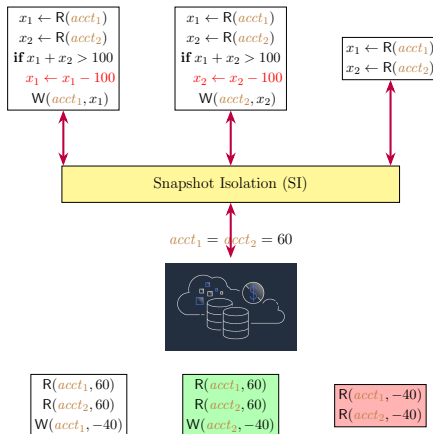 x₁ ← R(acct₁)
x₂ ← R(acct₂)
if x₁ + x₂ > 100
x₁ ← x₁ − 100
W(acct₁, x₁)
x₁ ← R(acct₁)
x₂ ← R(acct₂)
if x₁ + x₂ > 100
x₂ ← x₂ − 100
W(acct₂, x₂)
x₁ ← R(acct₁)
x₂ ← R(acct₂)
Snapshot Isolation (SI)
acct₁ = acct₂ = 60
R(acct₁, 60)
R(acct₂, 60)
W(acct₁, −40)
R(acct₁, 60)
R(acct₂, 60)
W(acct₂, −40)
R(acct₁, −40)
R(acct₂, −40)